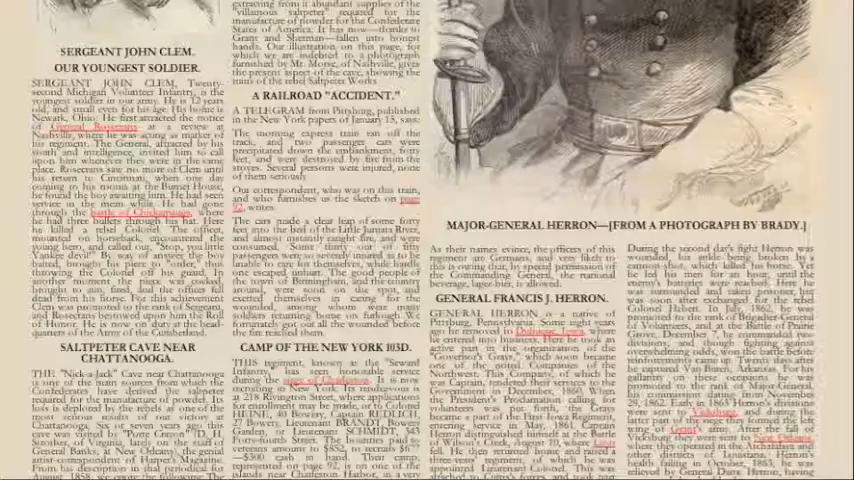 extracting from it abundant supplies of the
"villainous saltpeter" required for the
manufacture of powder for the Confederate
States of America. It has now—thanks to
Grant and Sherman—fallen into honest
hands. Our illustration on this page, for
which we are indebted to a photograph
furnished by Mr. Morse, of Nashville, gives
the present aspect of the cave, showing the
ruins of the rebel Saltpeter Works
SERGEANT JOHN CLEM.
OUR YOUNGEST SOLDIER.
SERGEANT JOHN CLEM, Twenty-
second Michigan Volunteer Infantry, is the
youngest soldier in our army. He is 12 years
old, and small even for his age. His home is
Newark, Ohio. He first attracted the notice
of General Rosecrans at a review at
Nashville, where he was acting as marker of
his regiment. The General, attracted by his
youth and intelligence, invited him to call
upon him whenever they were in the same
place. Rosecrans saw no more of Clem until
his return to Cincinnati, when one day
coming to his rooms at the Burnet House,
he found the boy awaiting him. He had seen
service in the mean while. He had gone
through the battle of Chickamauga, where
he had three bullets through his hat. Here
he killed a rebel Colonel. The officer,
mounted on horseback, encountered the
young hero, and called out, "Stop, you little
Yankee devil!" By way of answer the boy
halted, brought his piece to "order," thus
throwing the Colonel off his guard. In
another moment the piece was cocked,
brought to aim, fired, and the officer fell
dead from his horse. For this achievement
Clem was promoted to the rank of Sergeant,
and Rosecrans bestowed upon him the Roll
of Honor. He is now on duty at the head-
quarters of the Army of the Cumberland.
SALTPETER CAVE NEAR
CHATTANOOGA.
THE "Nick-a-Jack" Cave near Chattanooga
is one of the main sources from which the
Confederates have derived the saltpeter
required for the manufacture of powder. Its
loss is deplored by the rebels as one of the
most serious results of our victory at
Chattanooga. Six or seven years ago this
cave was visited by "Porte Crayon" (D. H.
Strother, of Virginia, lately on the staff of
General Banks, at New Orleans), the genial
artist-correspondent of Harper's Magazine.
From his description in that periodical for
August, 1858, we quote the following: The
A RAILROAD "ACCIDENT."
A TELEGRAM from Pittsburg, published
in the New York papers of January 15, says:
The morning express train ran off the
track, and two passenger cars were
precipitated down the embankment, forty
feet, and were destroyed by fire from the
stoves. Several persons were injured, none
of them seriously.
Our correspondent, who was on this train,
and who furnishes us the sketch on page
92, writes:
The cars made a clear leap of some forty
feet into the bed of the Little Juniata River,
and almost instantly caught fire, and were
consumed. Some thirty out of fifty
passengers were so severely injured as to be
unable to care for themselves, while hardly
one escaped unhurt. The good people of
the town of Birmingham, and the country
around, were soon on the spot, and
exerted themselves in caring for the
wounded, among whom were many
soldiers returning home on furlough. We
fortunately got out all the wounded before
the fire reached them.
CAMP OF THE NEW YORK 103D.
THIS regiment, known as the "Seward
Infantry," has seen honorable service
during the siege of Charleston. It is now
recruiting in New York. Its rendezvous is
at 218 Rivington Street, where applications
for enrollment may be made, or to Colonel
HEINE, 40 Bowery, Captain REDLICH,
27 Bowery, Lieutenant BRANDT, Bowery
Garden, or Lieutenant SCHMIDT, 343
Forty-fourth Street. The bounties paid to
veterans amount to $852, to recruits $677
—$300 cash in hand. Their camp,
represented on page 92, is on one of the
islands near Charleston Harbor, in a very
MAJOR-GENERAL HERRON—[FROM A PHOTOGRAPH BY BRADY.]
As their names evince, the officers of this
regiment are Germans, and very likely to
this is owing that, by special permission of
the Commanding General, the national
beverage, lager-bier, is allowed.
GENERAL FRANCIS J. HERRON.
GENERAL HERRON is a native of
Pittsburg, Pennsylvania. Some eight years
ago he removed to Dubuque, Iowa, where
he entered into business. Here he took an
active part in the organization of the
"Governor's Grays," which soon became
one of the noted Companies of the
Northwest. This Company, of which he
was Captain, tendered their services to the
Government in December, 1860. When
the President's Proclamation calling for
volunteers was put forth, the Grays
became a part of the First Iowa Regiment,
entering service in May, 1861. Captain
Herron distinguished himself at the Battle
of Wilson's Creek, August 10, where Lyon
fell. He then returned home and raised a
three-years' regiment, of which he was
appointed Lieutenant Colonel. This was
attached to Curtis's forces, and took part
During the second day's fight Herron was
wounded, his ankle being broken by a
cannon-shot, which killed his horse. Yet
he led his men for an hour, until the
enemy's batteries were reached. Here he
was surrounded and taken prisoner, but
was soon after exchanged for the rebel
Colonel Hebert. In July, 1862, he was
promoted to the rank of Brigadier-General
of Volunteers, and at the Battle of Prairie
Grove, December 7, he commanded two
divisions, and though fighting against
overwhelming odds, won the battle before
reinforcements came up. Twenty days after
he captured Van Buren, Arkansas. For his
gallantry on these occasions he was
promoted to the rank of Major-General,
his commission dating from November
29, 1862. Early in 1863 Herron's divisions
were sent to Vicksburg, and during the
latter part of the siege they formed the left
wing of Grant's army. After the fall of
Vicksburg they were sent to New Orleans,
where they operated in the Atchafalaya and
other districts of Louisiana. Herron's
health failing in October, 1863, he was
relieved by General Dana. Herron, having